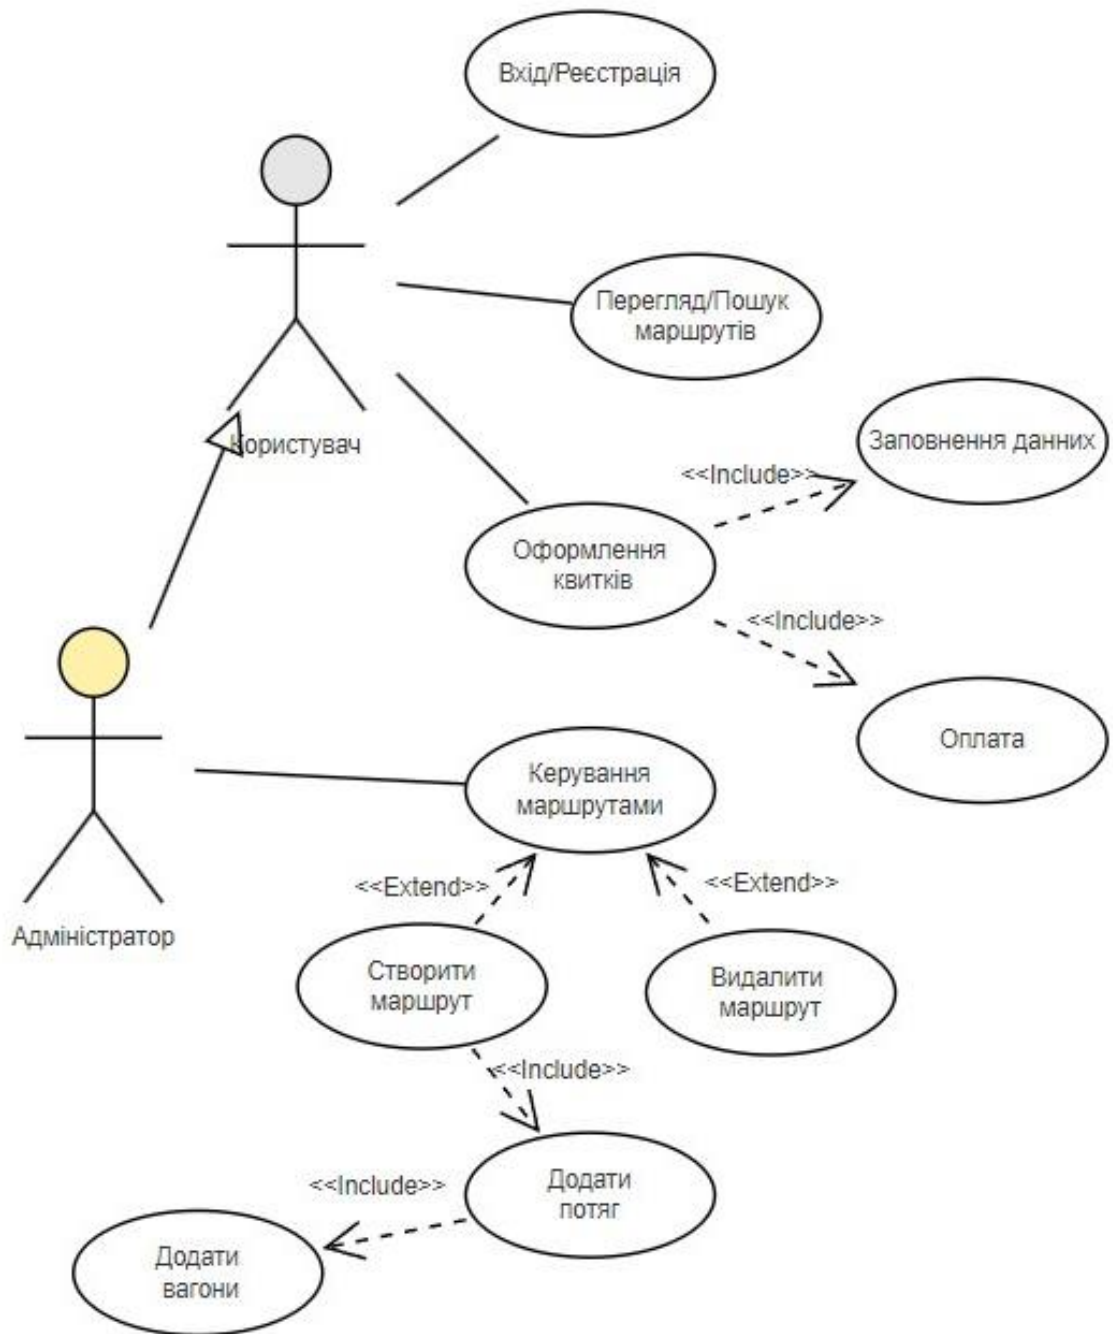 Вхід/Реєстрація
Перегляд/Пошук
маршрутів
Користувач
Заповнення данних
<<Include>>
Оформлення
квитків
<<Include>>
Оплата
Керування
маршрутами
<<Extend>>
<<Extend>>
Адміністратор
Створити
маршрут
Видалити
маршрут
<<Include>>
Додати
потяг
<<Include>>
Додати
вагони